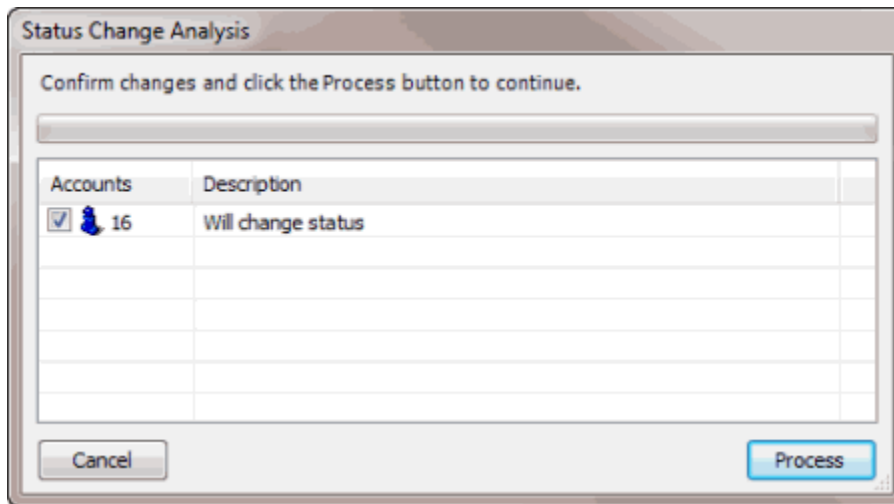 Status Change Analysis
Confirm changes and click the Process button to continue.
Accounts Description
16 Will change status
Cancel Process